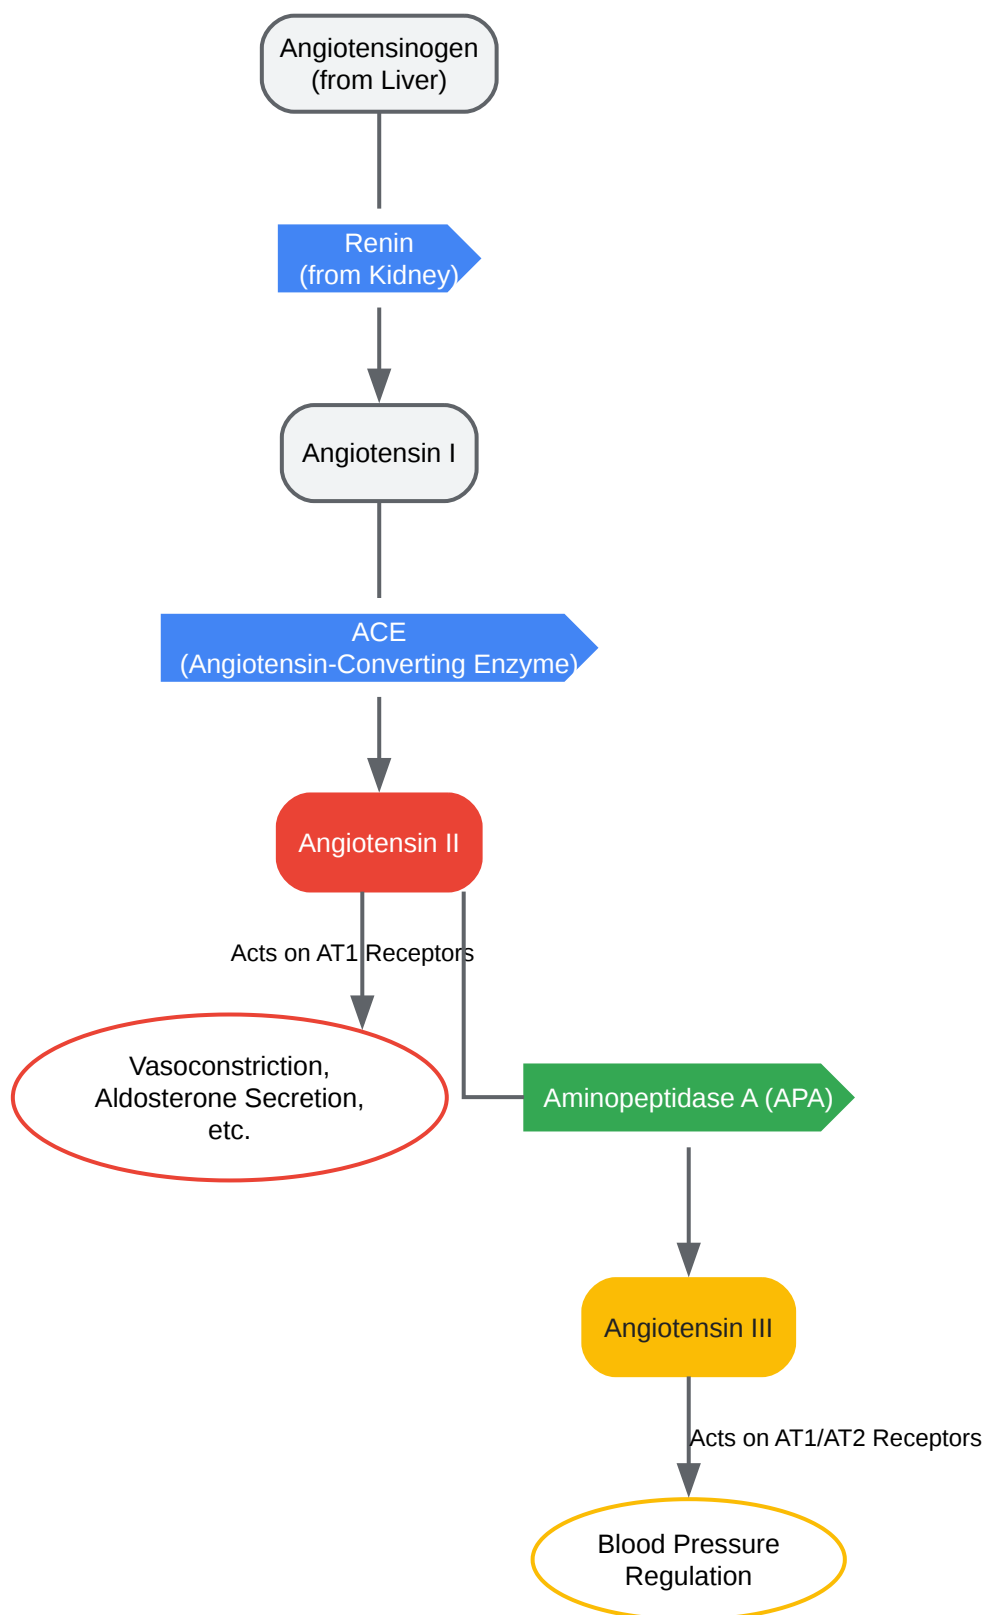 Angiotensinogen
(from Liver)
Renin
(from Kidney)
Angiotensin I
ACE
(Angiotensin-Converting Enzyme)
Angiotensin II
Acts on AT1 Receptors
Vasoconstriction,
Aldosterone Secretion,
etc.
Aminopeptidase A (APA)
Angiotensin III
Acts on AT1/AT2 Receptors
Blood Pressure
Regulation